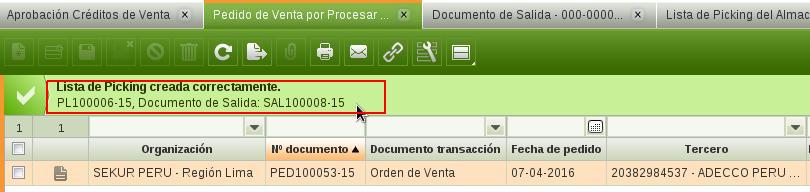 Aprobación Créditos de Venta
Pedido de Venta por Procesar ...
Documento de Salida - 000-0000...
Lista de Picking del Almac
Lista de Picking creada correctamente.
PL100006-15, Documento de Salida: SAL100008-15
1 1
Organización Nº documento Documento transacción Fecha de pedido Tercero
SEKUR PERU - Región Lima PED100053-15 Orden de Venta 07-04-2016 20382984537 - ADECCO PERU ...